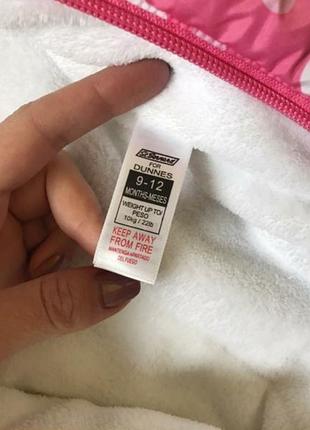 FOR
DUNNES
9-12
MONTHS-MESES
WEIGHT UP TO/
PESO
10kg / 22lb
KEEP AWAY
FROM FIRE
MANTENGA APARTADO
DEL FUEGO